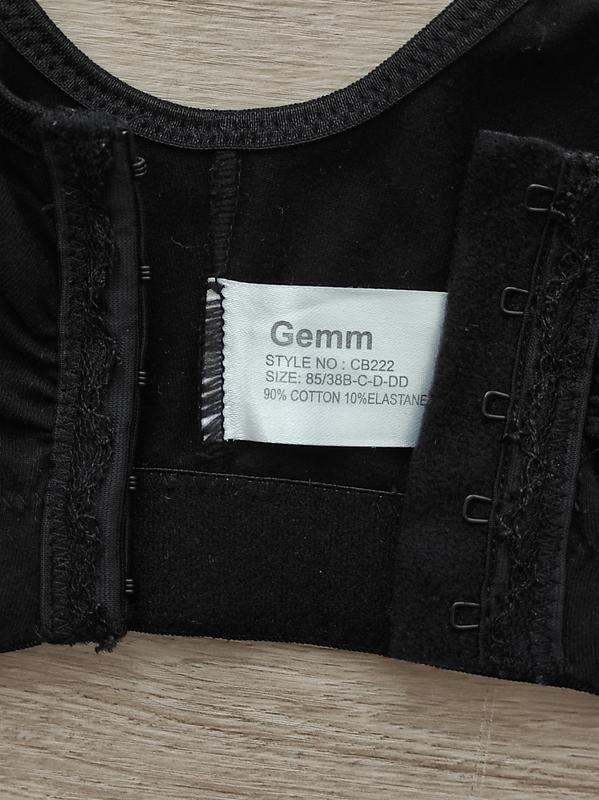 Gemm
STYLE NO : CB222
SIZE: 85/38B-C-D-DD
90% COTTON 10%ELASTANE